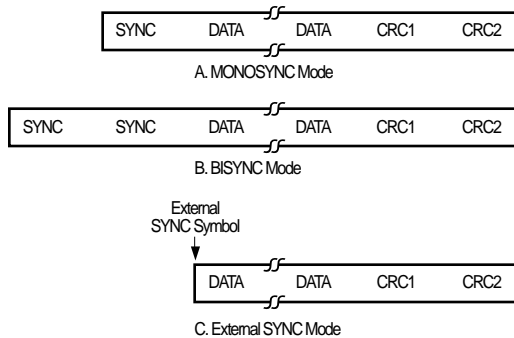 SYNC DATA DATA CRC1 CRC2
A. MONOSYNC Mode
SYNC SYNC DATA DATA CRC1 CRC2
B. BISYNC Mode
External
SYNC Symbol
DATA DATA CRC1 CRC2
C. External SYNC Mode